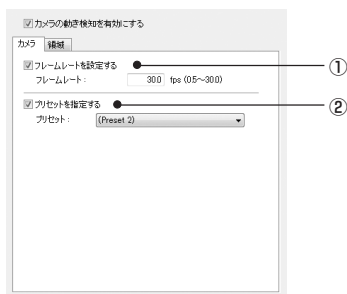 カメラの動き検知を有効にする
カメラ 領域
フレームレートを設定する ①
フレームレート: 30.0 fps (0.5~30.0)
プリセットを指定する ②
プリセット: (Preset 2)